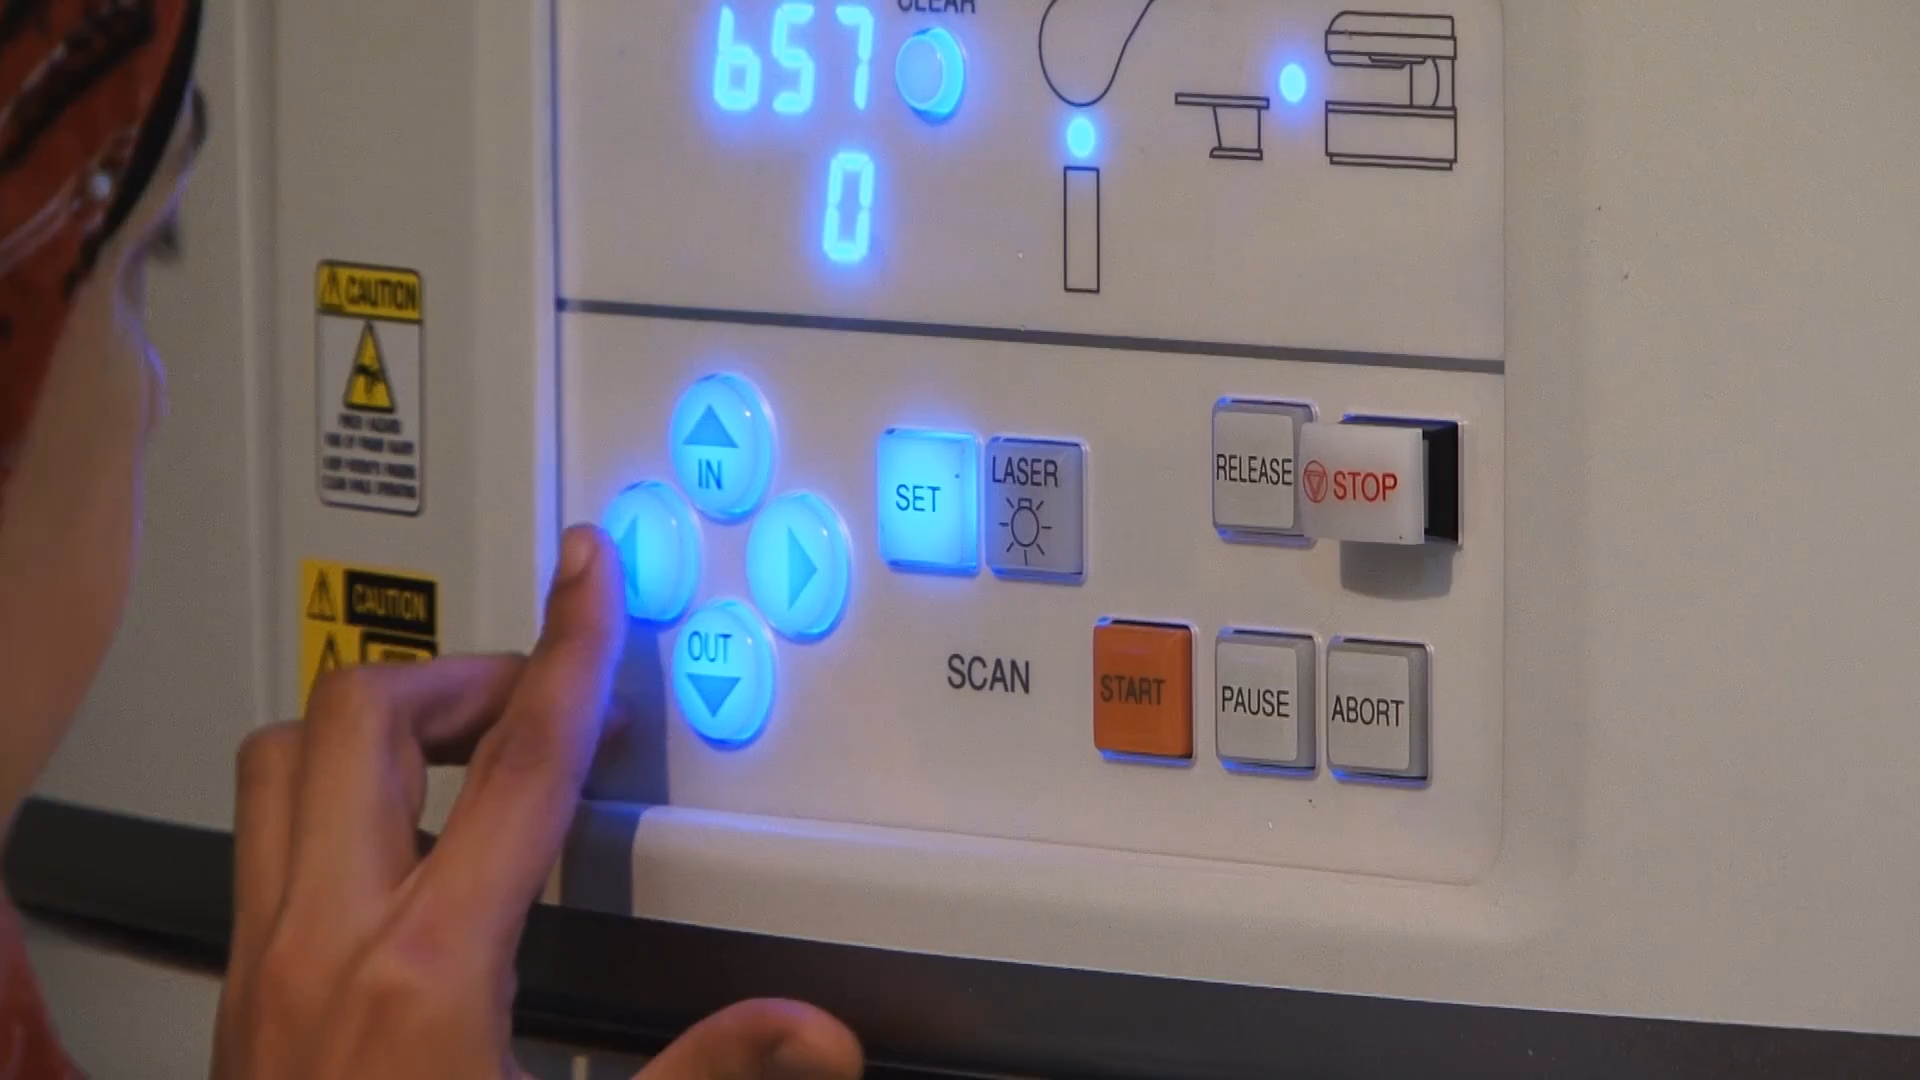 CLEAR
657
0
CAUTION
IN
SET
LASER
RELEASE
STOP
CAUTION
OUT
SCAN
START
PAUSE
ABORT